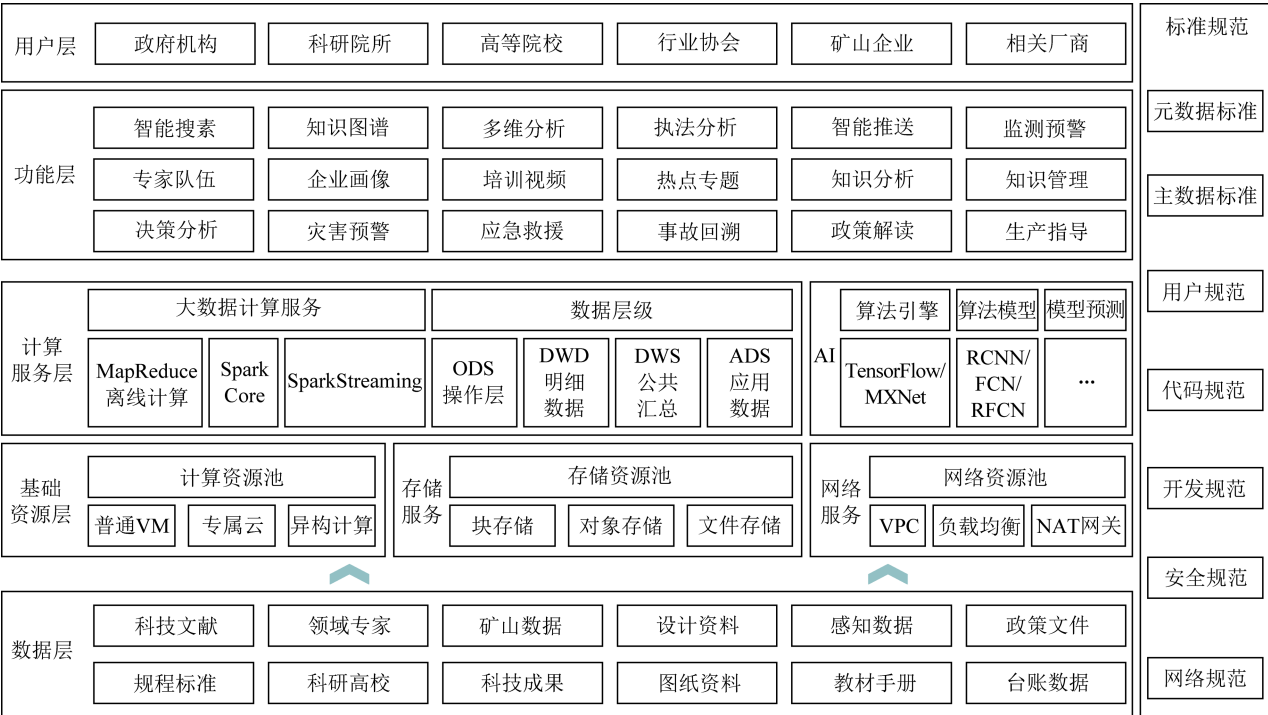 用户层
政府机构
科研院所
高等院校
行业协会
矿山企业
相关厂商
功能层
智能搜素
知识图谱
多维分析
执法分析
智能推送
监测预警
专家队伍
企业画像
培训视频
热点专题
知识分析
知识管理
决策分析
灾害预警
应急救援
事故回溯
政策解读
生产指导
计算
服务层
大数据计算服务
MapReduce
离线计算
Spark
Core
SparkStreaming
数据层级
ODS
操作层
DWD
明细
数据
DWS
公共
汇总
ADS
应用
数据
AI
算法引擎
算法模型
模型预测
TensorFlow/
MXNet
RCNN/
FCN/
RFCN
...
基础
资源层
计算资源池
普通VM
专属云
异构计算
存储
服务
存储资源池
块存储
对象存储
文件存储
网络
服务
网络资源池
VPC
负载均衡
NAT网关
数据层
科技文献
领域专家
矿山数据
设计资料
感知数据
政策文件
规程标准
科研高校
科技成果
图纸资料
教材手册
台账数据
标准规范
元数据标准
主数据标准
用户规范
代码规范
开发规范
安全规范
网络规范